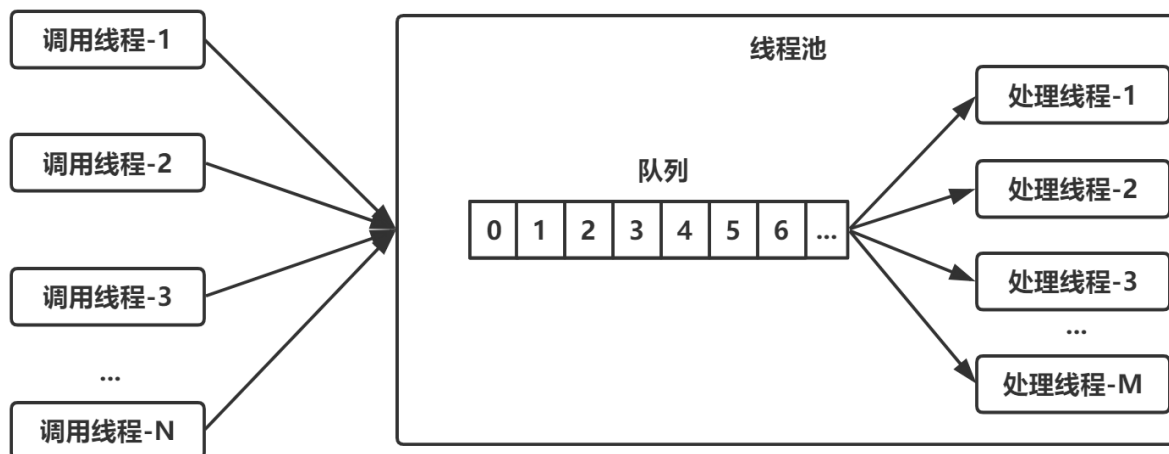 调用线程-1
调用线程-2
调用线程-3
...
调用线程-N
线程池
队列
0 1 2 3 4 5 6 ...
处理线程-1
处理线程-2
处理线程-3
...
处理线程-M